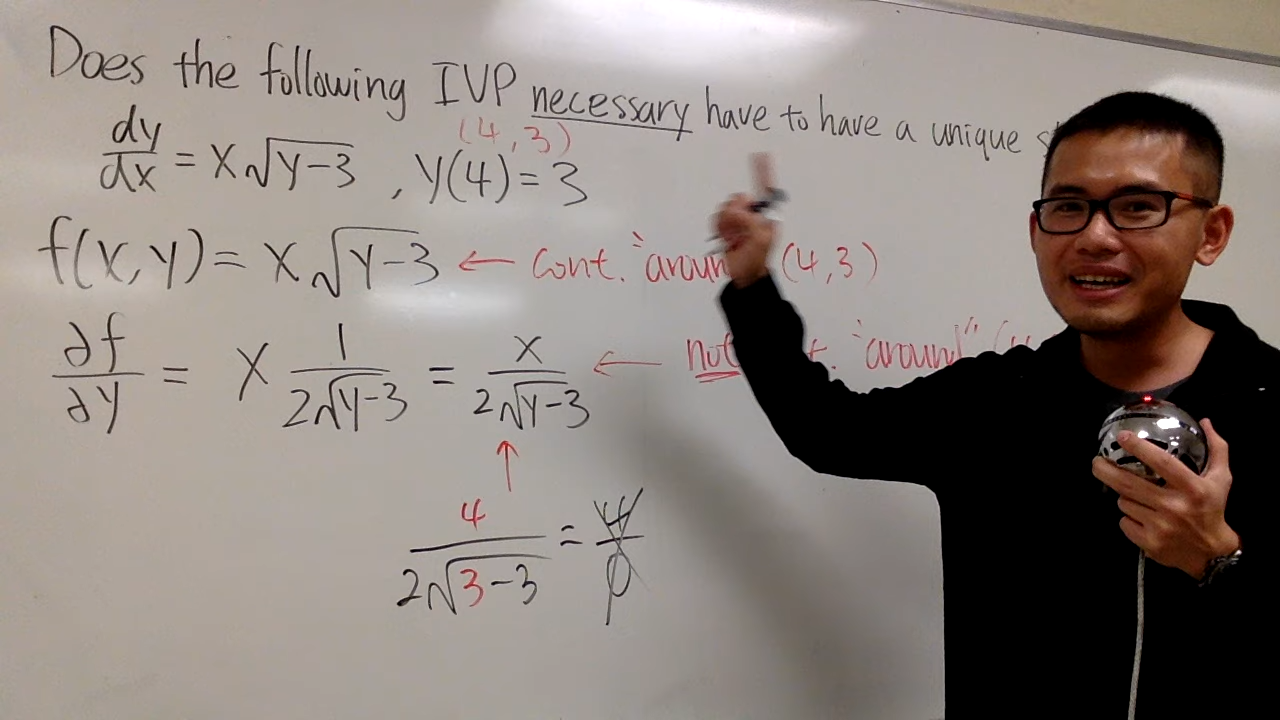 Does the following IVP necessary have to have a unique
(4,3)
dy/dx = x√(y-3) , y(4)=3
f(x,y) = x√(y-3) ← cont. "aroun (4,3)
∂f/∂y = x 1/(2√(y-3)) = x/(2√(y-3)) ← not "around"
↑
4/(2√(3-3)) = 4/0